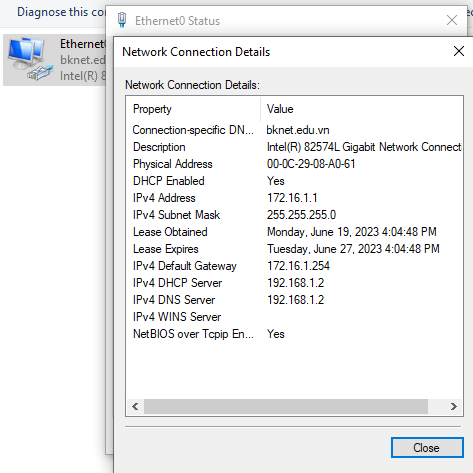 Diagnose this con
Ethernet0 Status
Ethernet0
bknet.ed
Intel(R) 82
Network Connection Details
Network Connection Details:
Property Value
Connection-specific DN... bknet.edu.vn
Description Intel(R) 82574L Gigabit Network Connect
Physical Address 00-0C-29-08-A0-61
DHCP Enabled Yes
IPv4 Address 172.16.1.1
IPv4 Subnet Mask 255.255.255.0
Lease Obtained Monday, June 19, 2023 4:04:48 PM
Lease Expires Tuesday, June 27, 2023 4:04:48 PM
IPv4 Default Gateway 172.16.1.254
IPv4 DHCP Server 192.168.1.2
IPv4 DNS Server 192.168.1.2
IPv4 WINS Server
NetBIOS over Tcpip En... Yes
Close